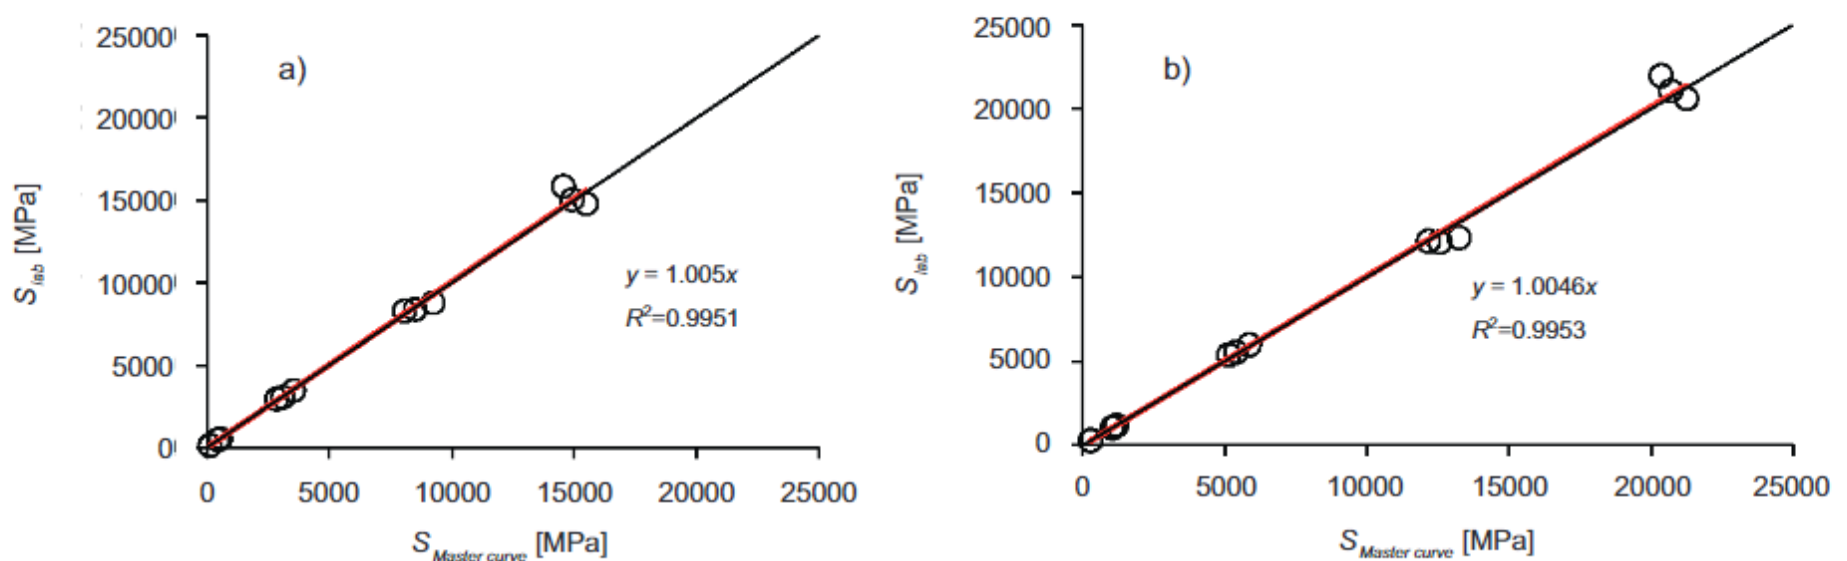 a)
25000
20000
15000
10000
5000
0
S_lab [MPa]
y = 1.005x
R²=0.9951
0 5000 10000 15000 20000 25000
S_Master curve [MPa]
b)
25000
20000
15000
10000
5000
0
S_lab [MPa]
y = 1.0046x
R²=0.9953
0 5000 10000 15000 20000 25000
S_Master curve [MPa]